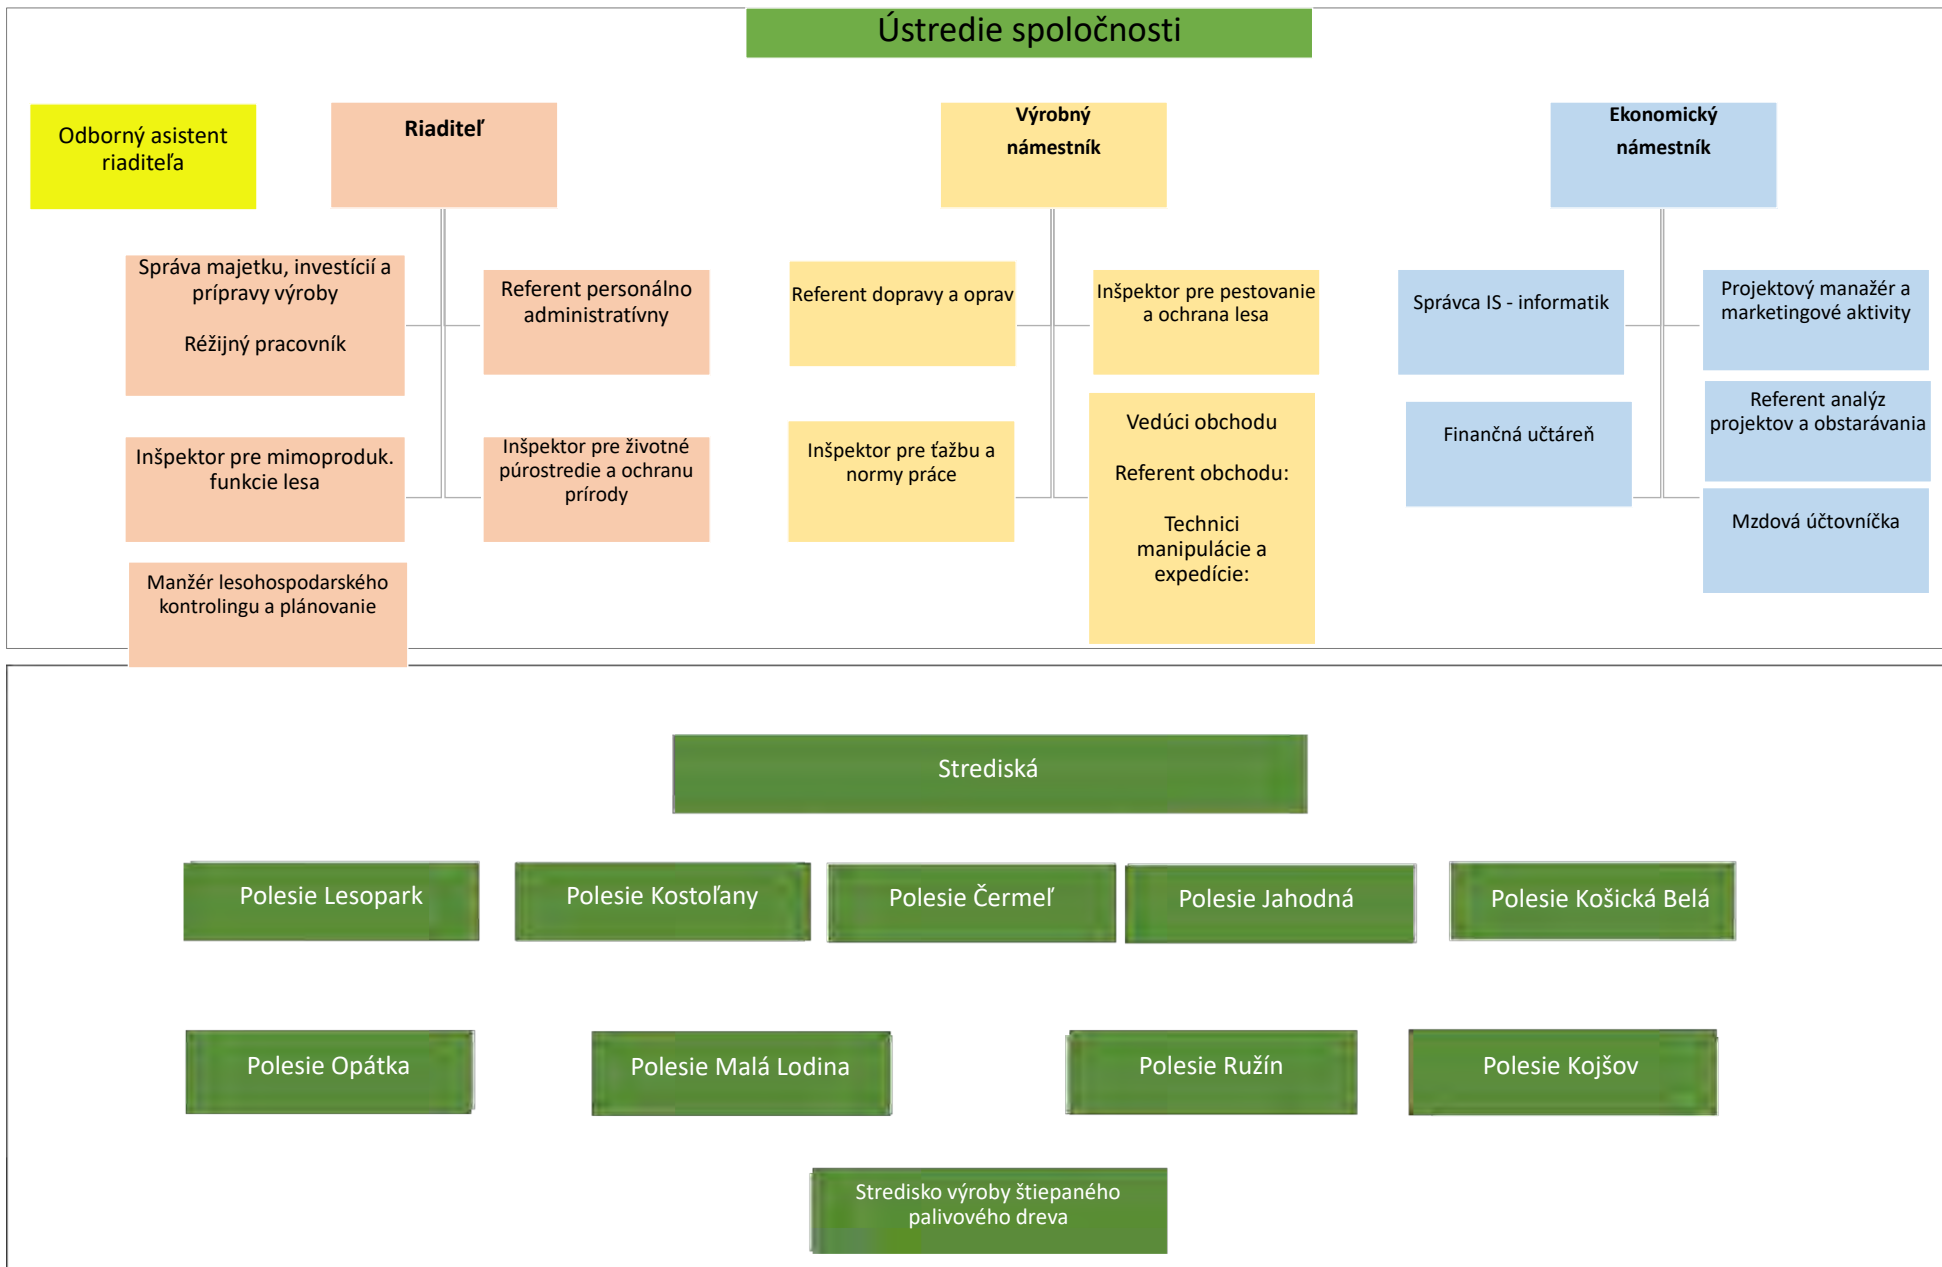 Ústredie spoločnosti
Odborný asistent
riaditeľa
Riaditeľ
Výrobný
námestník
Ekonomický
námestník
Správa majetku, investícií a
prípravy výroby
Réžijný pracovník
Referent personálno
administratívny
Referent dopravy a oprav
Inšpektor pre pestovanie
a ochrana lesa
Správca IS - informatik
Projektový manažér a
marketingové aktivity
Inšpektor pre mimoproduk.
funkcie lesa
Inšpektor pre životné
púrostredie a ochranu
prírody
Inšpektor pre ťažbu a
normy práce
Vedúci obchodu
Referent obchodu:
Technici
manipulácie a
expedície:
Finančná učtáreň
Referent analýz
projektov a obstarávania
Mzdová účtovníčka
Manžér lesohospodarského
kontrolingu a plánovanie
Strediská
Polesie Lesopark
Polesie Kostoľany
Polesie Čermeľ
Polesie Jahodná
Polesie Košická Belá
Polesie Opátka
Polesie Malá Lodina
Polesie Ružín
Polesie Kojšov
Stredisko výroby štiepaného
palivového dreva